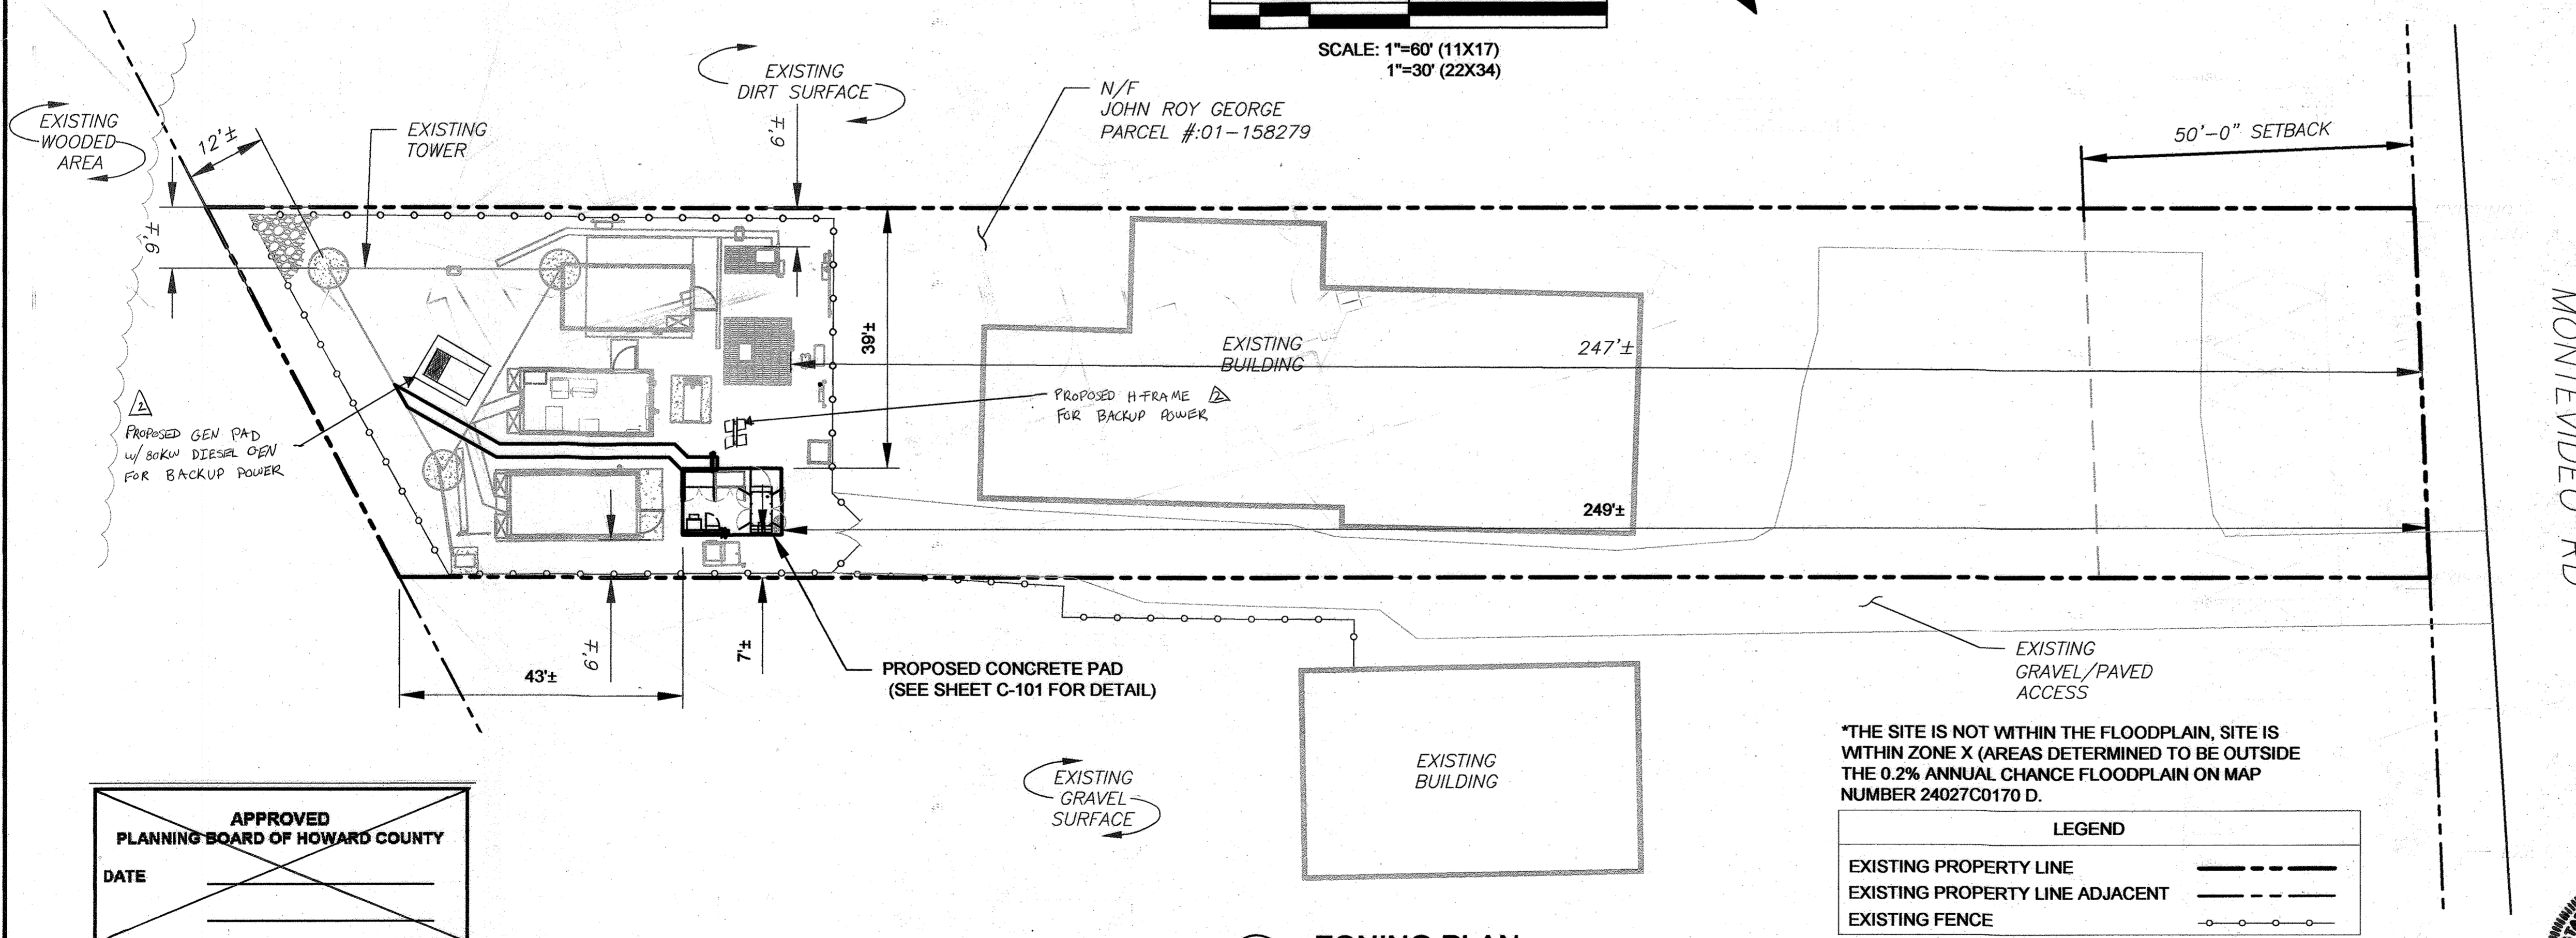 SCALE: 1"=60' (11X17)
1"=30' (22X34)
EXISTING
WOODED
AREA
12'±
EXISTING
TOWER
EXISTING
DIRT SURFACE
6'±
N/F
JOHN ROY GEORGE
PARCEL #:01-158279
50'-0" SETBACK
9'±
39'±
EXISTING
BUILDING
247'±
MONTEVIDEO RD
PROPOSED H-FRAME 2
FOR BACKUP POWER
2
PROPOSED GEN PAD
W/ 80KW DIESEL GEN
FOR BACKUP POWER
249'±
43'±
6'±
7'±
PROPOSED CONCRETE PAD
(SEE SHEET C-101 FOR DETAIL)
EXISTING
GRAVEL/PAVED
ACCESS
EXISTING
GRAVEL
SURFACE
EXISTING
BUILDING
*THE SITE IS NOT WITHIN THE FLOODPLAIN, SITE IS
WITHIN ZONE X (AREAS DETERMINED TO BE OUTSIDE
THE 0.2% ANNUAL CHANCE FLOODPLAIN ON MAP
NUMBER 24027C0170 D.
LEGEND
EXISTING PROPERTY LINE
EXISTING PROPERTY LINE ADJACENT
EXISTING FENCE
APPROVED
PLANNING BOARD OF HOWARD COUNTY
DATE
ZONING PLAN